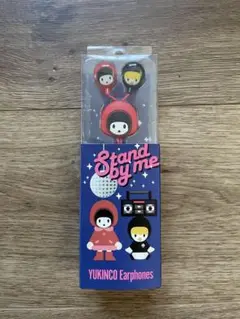 Stand
by me
YUKINCO Earphones